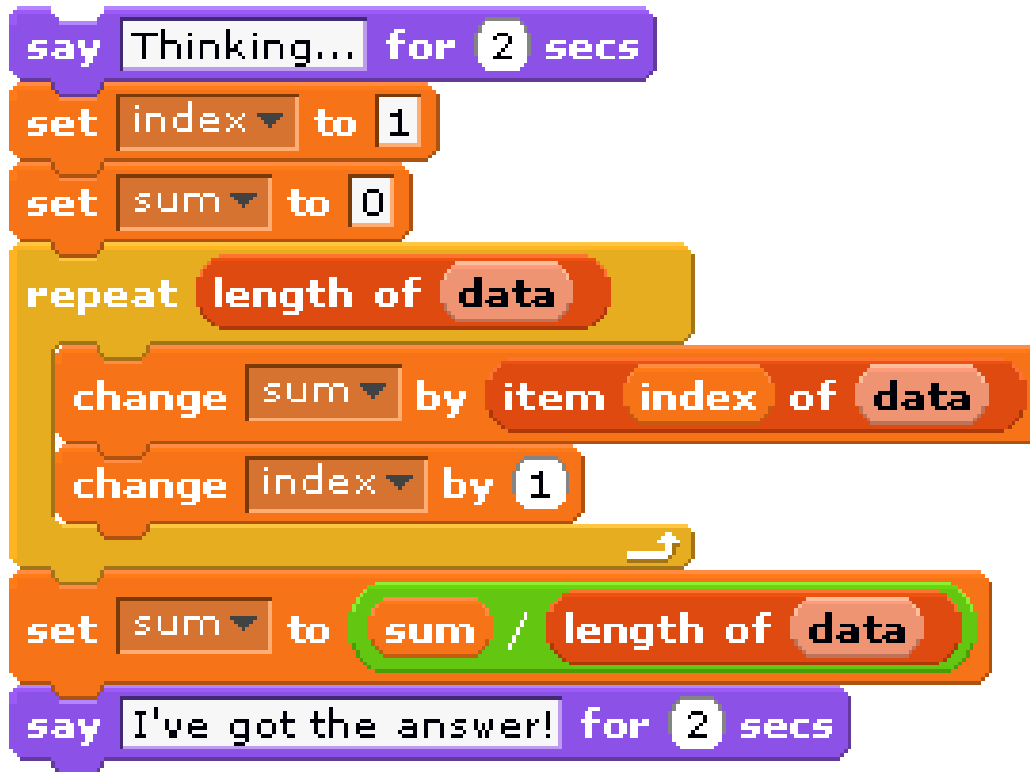 say Thinking... for 2 secs
set index to 1
set sum to 0
repeat length of data
change sum by item index of data
change index by 1
set sum to sum / length of data
say I've got the answer! for 2 secs